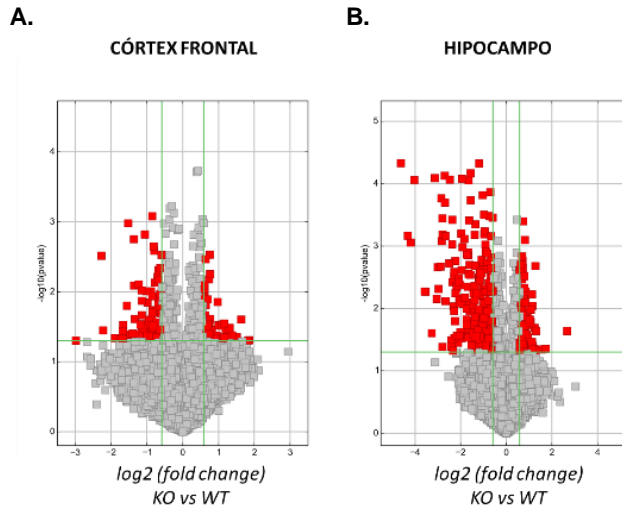 A.
CÓRTEX FRONTAL
4
3
2
1
0
-log10(pvalue)
-3 -2 -1 0 1 2 3
log2 (fold change)
KO vs WT
B.
HIPOCAMPO
5
4
3
2
1
0
-log10(pvalue)
-4 -2 0 2 4
log2 (fold change)
KO vs WT